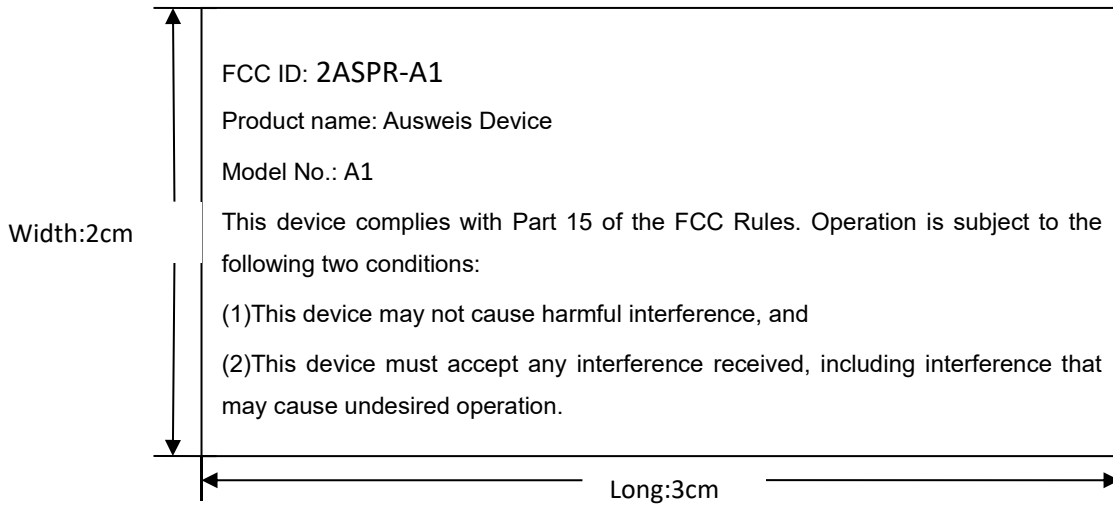 FCC ID: 2ASPR-A1
Product name: Ausweis Device
Model No.: A1
This device complies with Part 15 of the FCC Rules. Operation is subject to the
following two conditions:
(1)This device may not cause harmful interference, and
(2)This device must accept any interference received, including interference that
may cause undesired operation.
Width:2cm
Long:3cm